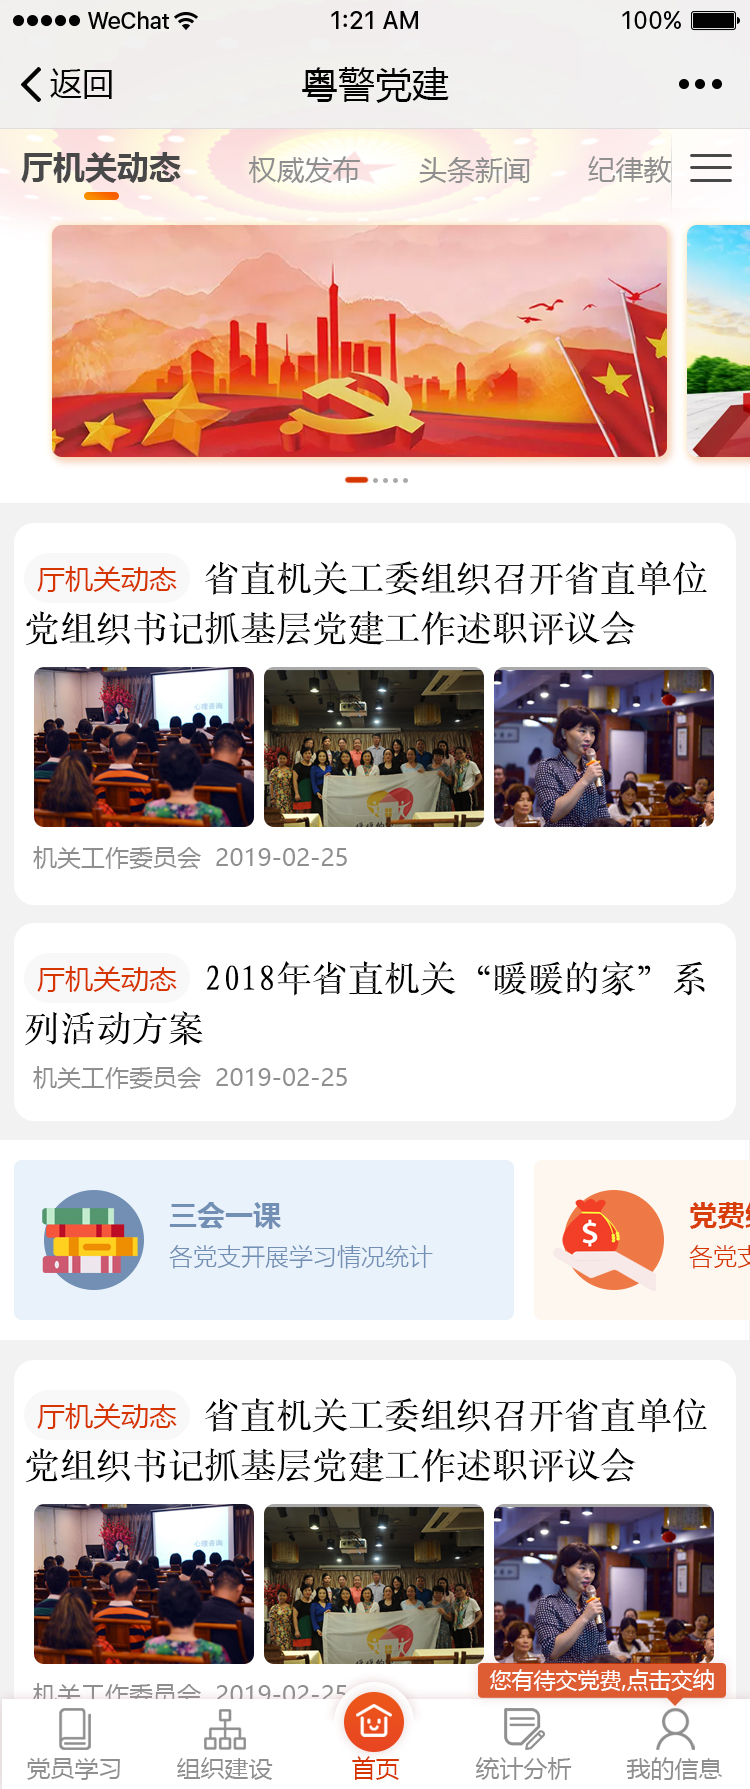 WeChat 1:21 AM 100%
返回 粤警党建
厅机关动态 权威发布 头条新闻 纪律教
厅机关动态 省直机关工委组织召开省直单位
党组织书记抓基层党建工作述职评议会
心理咨询
机关工作委员会 2019-02-25
厅机关动态 2018年省直机关“暖暖的家”系
列活动方案
机关工作委员会 2019-02-25
三会一课 党费
各党支开展学习情况统计 各党支
厅机关动态 省直机关工委组织召开省直单位
党组织书记抓基层党建工作述职评议会
心理咨询
您有待交党费,点击交纳
机关工作委员会 2019-02-25
党员学习 组织建设 首页 统计分析 我的信息